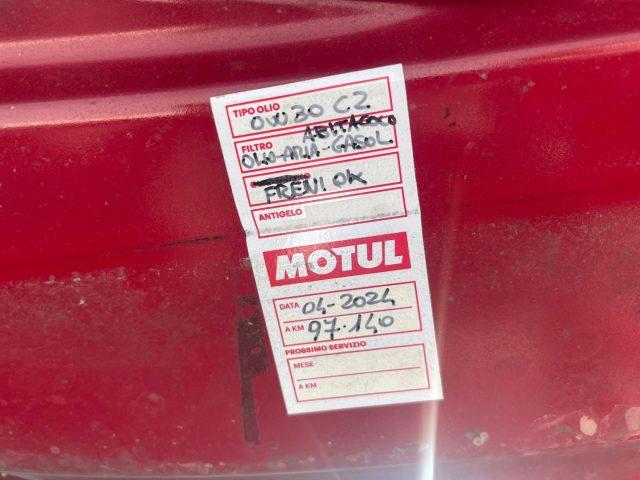 TIPO OLIO
0W30 C2
FILTRO ABITACOLO
OLIO-ARIA-GASOL.
FRENI OK
ANTIGELO
MOTUL
DATA 04-2024
A KM 97.140
PROSSIMO SERVIZIO
MESE
A KM